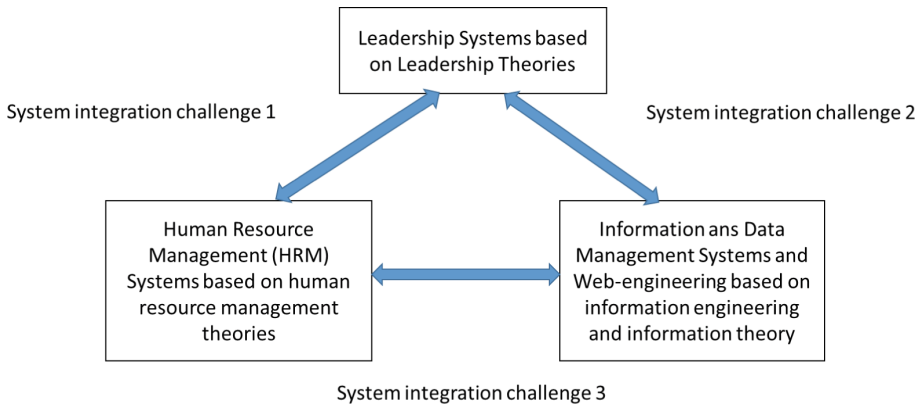 Leadership Systems based
on Leadership Theories
System integration challenge 1
System integration challenge 2
Human Resource
Management (HRM)
Systems based on human
resource management
theories
Information ans Data
Management Systems and
Web-engineering based on
information engineering
and information theory
System integration challenge 3